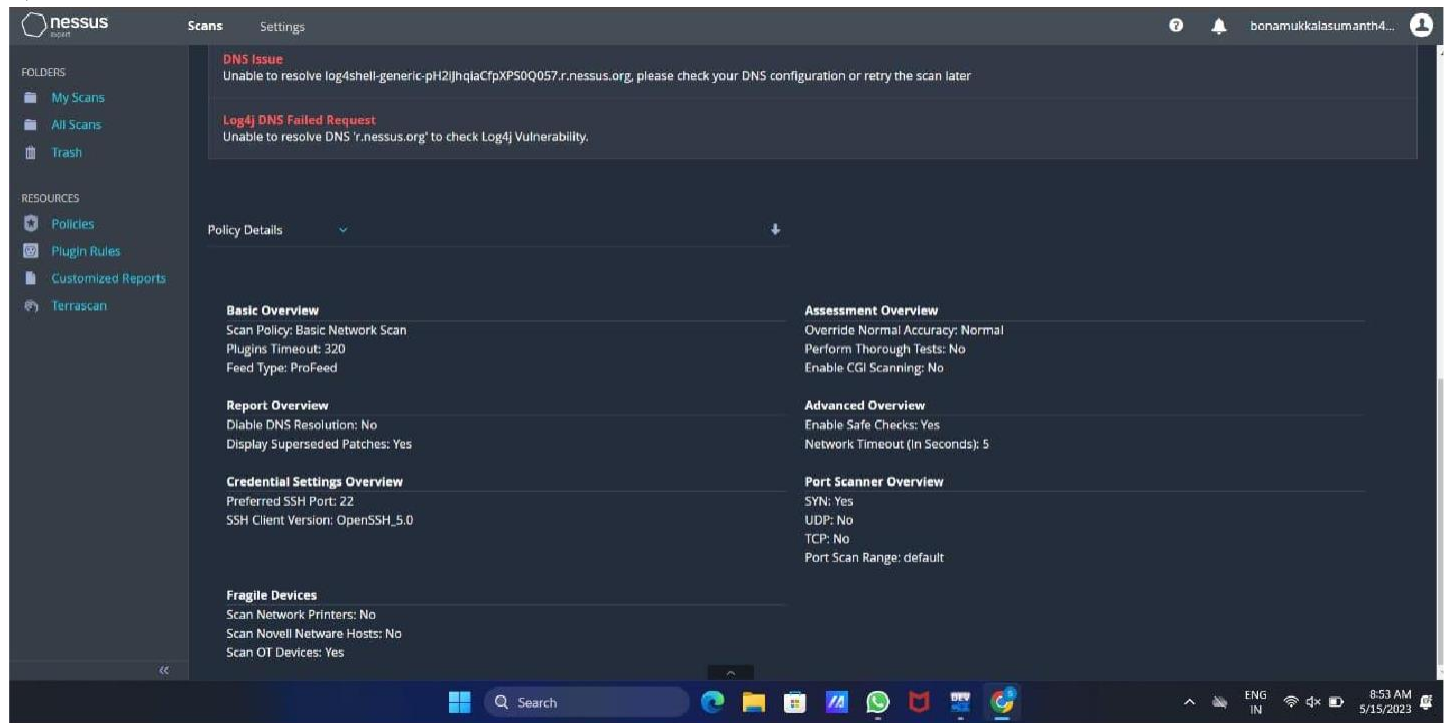 nessus
expert
Scans
Settings
bonamukkalasumanth4...
FOLDERS
My Scans
All Scans
Trash
RESOURCES
Policies
Plugin Rules
Customized Reports
Terrascan
DNS Issue
Unable to resolve log4shell-generic-pH2iJhqiaCfpXPS0Q057.r.nessus.org, please check your DNS configuration or retry the scan later
Log4j DNS Failed Request
Unable to resolve DNS 'r.nessus.org' to check Log4j Vulnerability.
Policy Details
Basic Overview
Scan Policy: Basic Network Scan
Plugins Timeout: 320
Feed Type: ProFeed
Report Overview
Diable DNS Resolution: No
Display Superseded Patches: Yes
Credential Settings Overview
Preferred SSH Port: 22
SSH Client Version: OpenSSH_5.0
Fragile Devices
Scan Network Printers: No
Scan Novell Netware Hosts: No
Scan OT Devices: Yes
Assessment Overview
Override Normal Accuracy: Normal
Perform Thorough Tests: No
Enable CGI Scanning: No
Advanced Overview
Enable Safe Checks: Yes
Network Timeout (In Seconds): 5
Port Scanner Overview
SYN: Yes
UDP: No
TCP: No
Port Scan Range: default
Search
DEV
ENG
IN
8:53 AM
5/15/2023